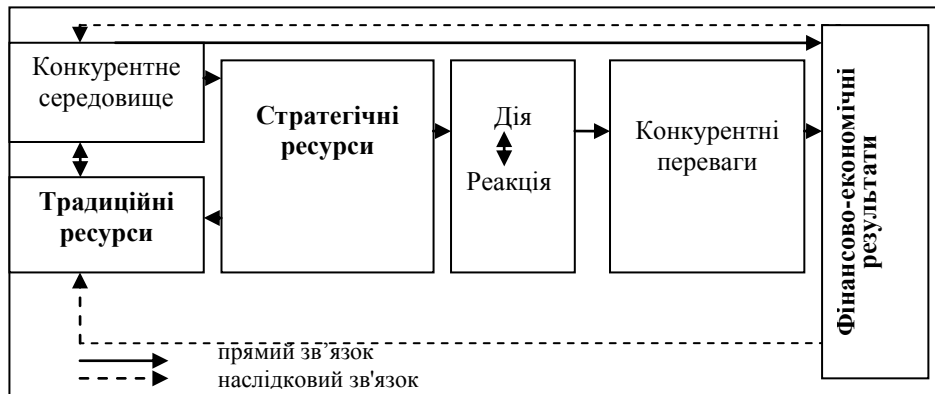 Конкурентне
середовище
Традиційні
ресурси
Стратегічні
ресурси
Дія
Реакція
Конкурентні
переваги
Фінансово-економічні
результати
прямий зв’язок
наслідковий зв'язок